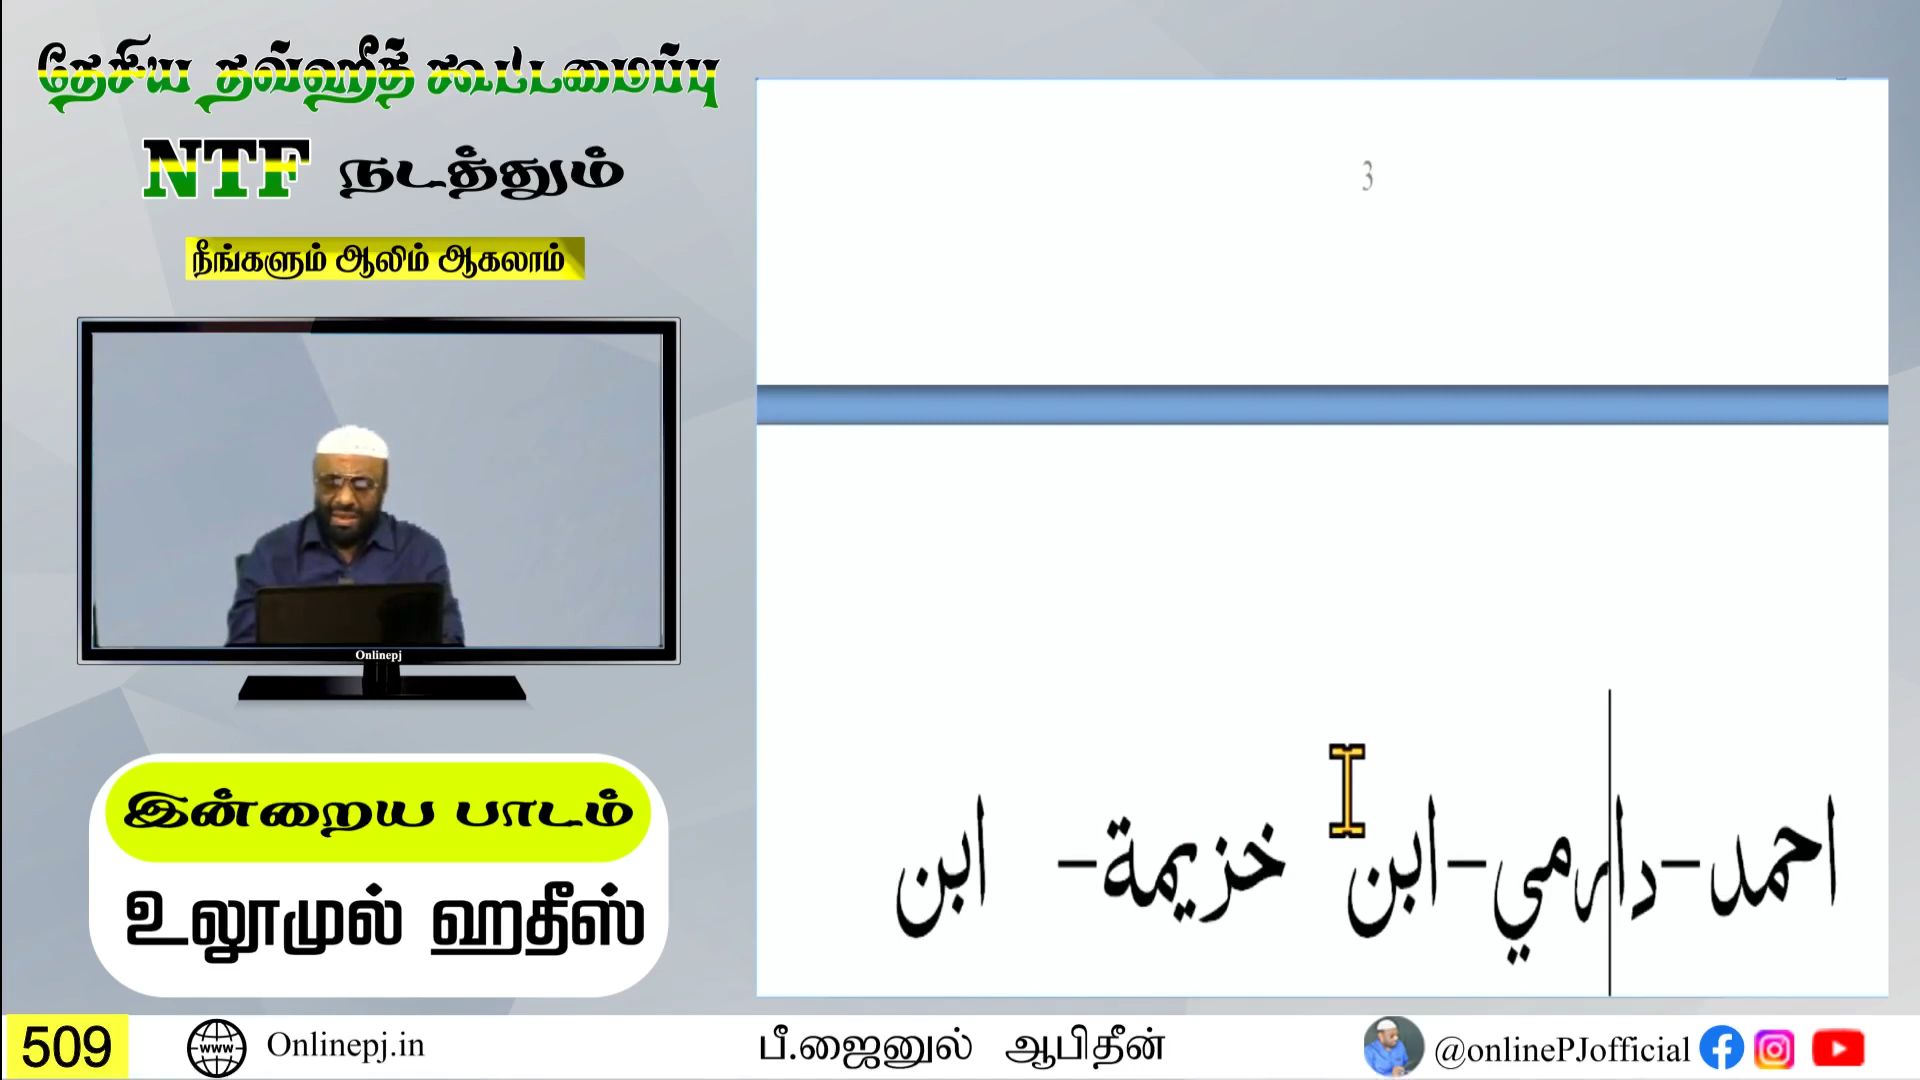 தேசிய தவ்ஹீத் கூட்டமைப்பு
NTF நடத்தும்
நீங்களும் ஆலிம் ஆகலாம்
Onlinepj
இன்றைய பாடம்
உலூமுல் ஹதீஸ்
3
احمد-دارمي-ابن خزيمة- ابن
509
www
Onlinepj.in
பீ.ஜைனுல் ஆபிதீன்
@onlinePJofficial